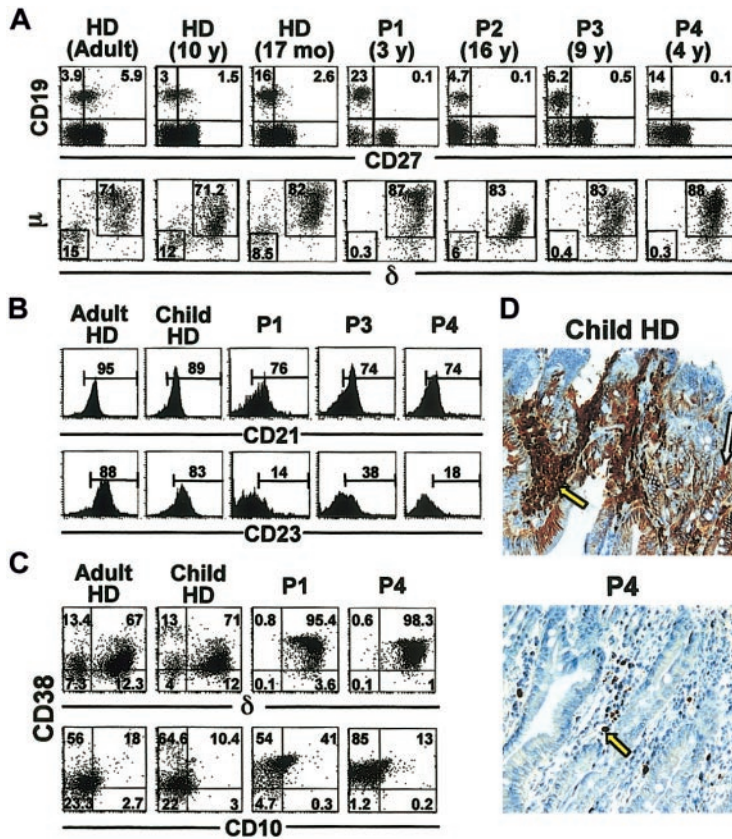 A
HD (Adult) HD (10 y) HD (17 mo) P1 (3 y) P2 (16 y) P3 (9 y) P4 (4 y)
3.9 5.9 3 1.5 16 2.6 23 0.1 4.7 0.1 6.2 0.5 14 0.1
CD19
CD27
71 71.2 82 87 83 83 88
μ
15 12 8.5 0.3 6 0.4 0.3
δ
B
Adult HD Child HD P1 P3 P4
95 89 76 74 74
CD21
88 83 14 38 18
CD23
C
Adult HD Child HD P1 P4
13.4 67 13 71 0.8 95.4 0.6 98.3
7.3 12.3 4 12 0.1 3.6 0.1 1
CD38
δ
56 18 64.6 10.4 54 41 85 13
23.3 2.7 22 3 4.7 0.3 1.2 0.2
CD10
D
Child HD
P4